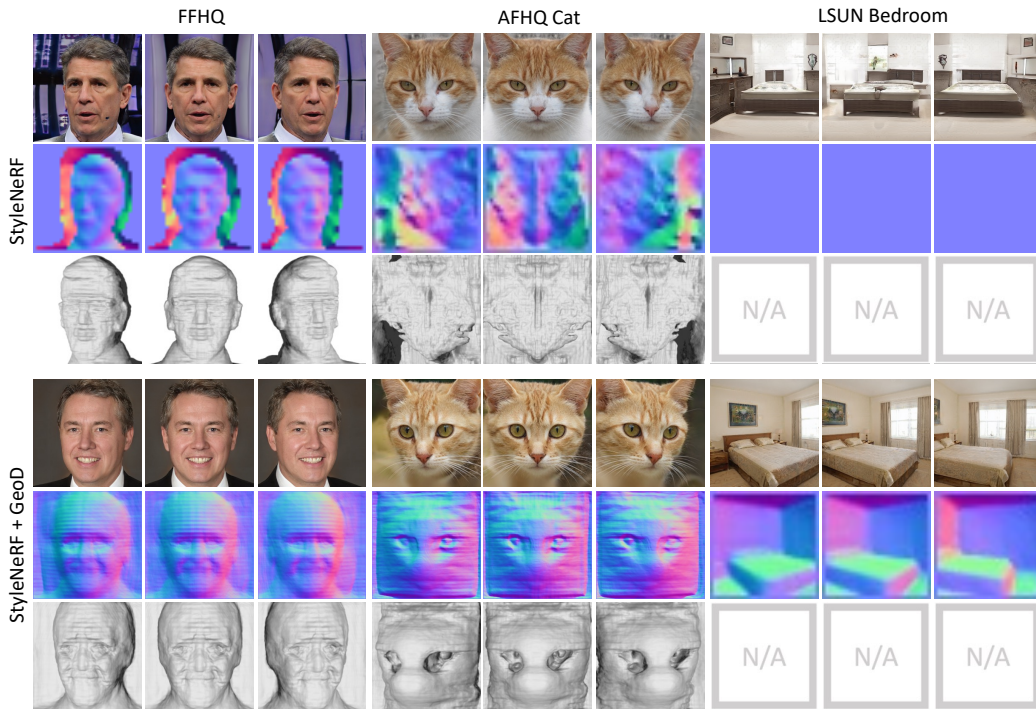 FFHQ
AFHQ Cat
LSUN Bedroom
StyleNeRF
N/A
N/A
N/A
StyleNeRF + GeoD
N/A
N/A
N/A